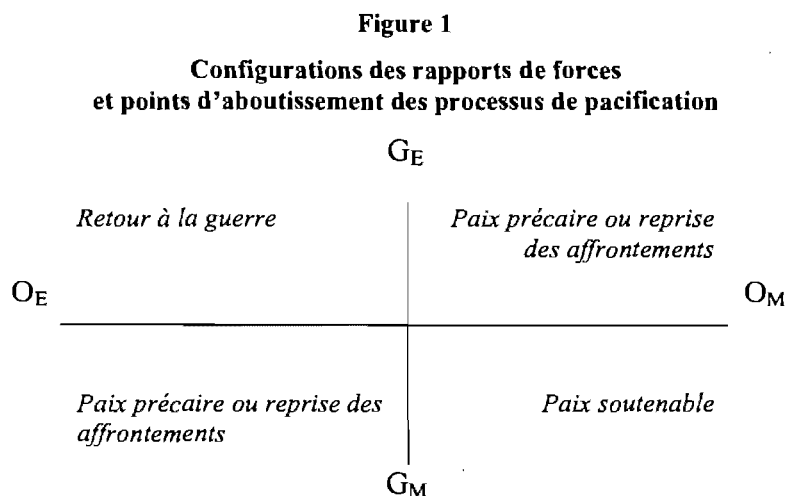 Figure 1
Configurations des rapports de forces
et points d'aboutissement des processus de pacification
G_E
Retour à la guerre
Paix précaire ou reprise
des affrontements
O_E
O_M
Paix précaire ou reprise des
affrontements
Paix soutenable
G_M